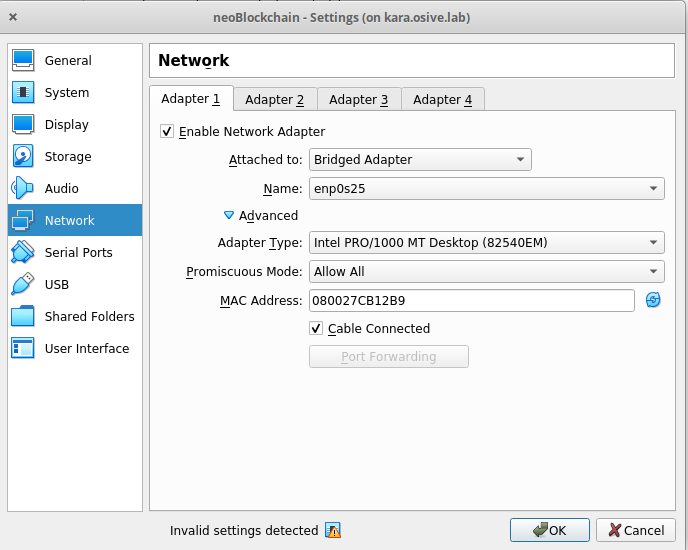 neoBlockchain - Settings (on kara.osive.lab)
General
System
Display
Storage
Audio
Network
Serial Ports
USB
Shared Folders
User Interface
Network
Adapter 1 Adapter 2 Adapter 3 Adapter 4
Enable Network Adapter
Attached to: Bridged Adapter
Name: enp0s25
Advanced
Adapter Type: Intel PRO/1000 MT Desktop (82540EM)
Promiscuous Mode: Allow All
MAC Address: 080027CB12B9
Cable Connected
Port Forwarding
Invalid settings detected
OK Cancel